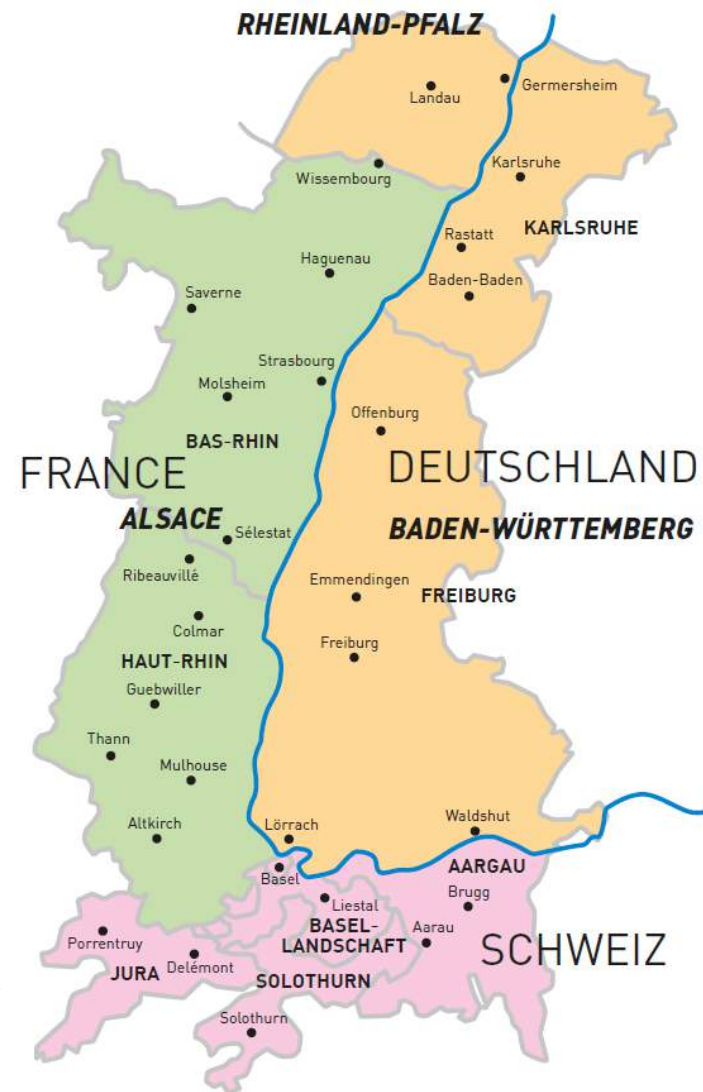 RHEINLAND-PFALZ
Landau
Germersheim
Wissembourg
Karlsruhe
KARLSRUHE
Rastatt
Haguenau
Baden-Baden
Saverne
Strasbourg
Molsheim
Offenburg
BAS-RHIN
FRANCE
DEUTSCHLAND
ALSACE
BADEN-WÜRTTEMBERG
Sélestat
Ribeauvillé
Emmendingen
FREIBURG
Colmar
Freiburg
HAUT-RHIN
Guebwiller
Thann
Mulhouse
Altkirch
Lörrach
Waldshut
Basel
AARGAU
Liestal
Brugg
BASEL-
LANDSCHAFT
Aarau
Porrentruy
SCHWEIZ
JURA
Delémont
SOLOTHURN
Solothurn